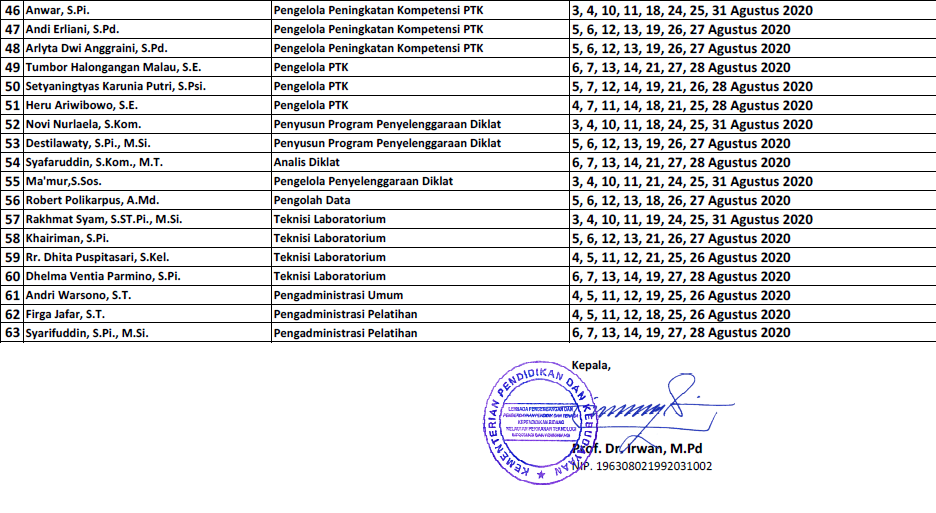 46 Anwar, S.Pi. Pengelola Peningkatan Kompetensi PTK 3, 4, 10, 11, 18, 24, 25, 31 Agustus 2020
47 Andi Erliani, S.Pd. Pengelola Peningkatan Kompetensi PTK 5, 6, 12, 13, 19, 26, 27 Agustus 2020
48 Arlyta Dwi Anggraini, S.Pd. Pengelola Peningkatan Kompetensi PTK 5, 6, 12, 13, 19, 26, 27 Agustus 2020
49 Tumbor Halongangan Malau, S.E. Pengelola PTK 6, 7, 13, 14, 21, 27, 28 Agustus 2020
50 Setyaningtyas Karunia Putri, S.Psi. Pengelola PTK 5, 7, 12, 14, 19, 21, 26, 28 Agustus 2020
51 Heru Ariwibowo, S.E. Pengelola PTK 4, 7, 11, 14, 18, 21, 25, 28 Agustus 2020
52 Novi Nurlaela, S.Kom. Penyusun Program Penyelenggaraan Diklat 3, 4, 10, 11, 18, 24, 25, 31 Agustus 2020
53 Destilawaty, S.Pi., M.Si. Penyusun Program Penyelenggaraan Diklat 5, 6, 12, 13, 19, 26, 27 Agustus 2020
54 Syafaruddin, S.Kom., M.T. Analis Diklat 6, 7, 13, 14, 21, 27, 28 Agustus 2020
55 Ma'mur,S.Sos. Pengelola Penyelenggaraan Diklat 3, 4, 10, 11, 21, 24, 25, 31 Agustus 2020
56 Robert Polikarpus, A.Md. Pengolah Data 5, 6, 12, 13, 18, 26, 27 Agustus 2020
57 Rakhmat Syam, S.ST.Pi., M.Si. Teknisi Laboratorium 3, 4, 10, 11, 19, 24, 25, 31 Agustus 2020
58 Khairiman, S.Pi. Teknisi Laboratorium 5, 6, 12, 13, 21, 26, 27 Agustus 2020
59 Rr. Dhita Puspitasari, S.Kel. Teknisi Laboratorium 4, 5, 11, 12, 21, 25, 26 Agustus 2020
60 Dhelma Ventia Parmino, S.Pi. Teknisi Laboratorium 6, 7, 13, 14, 19, 27, 28 Agustus 2020
61 Andri Warsono, S.T. Pengadministrasi Umum 4, 5, 11, 12, 19, 25, 26 Agustus 2020
62 Firga Jafar, S.T. Pengadministrasi Pelatihan 4, 5, 11, 12, 18, 25, 26 Agustus 2020
63 Syarifuddin, S.Pi., M.Si. Pengadministrasi Pelatihan 6, 7, 13, 14, 19, 27, 28 Agustus 2020
Kepala,
KEMENTERIAN PENDIDIKAN DAN KEBUDAYAAN
LEMBAGA PENGEMBANGAN DAN
Prof. Dr. Irwan, M.Pd
NIP. 196308021992031002